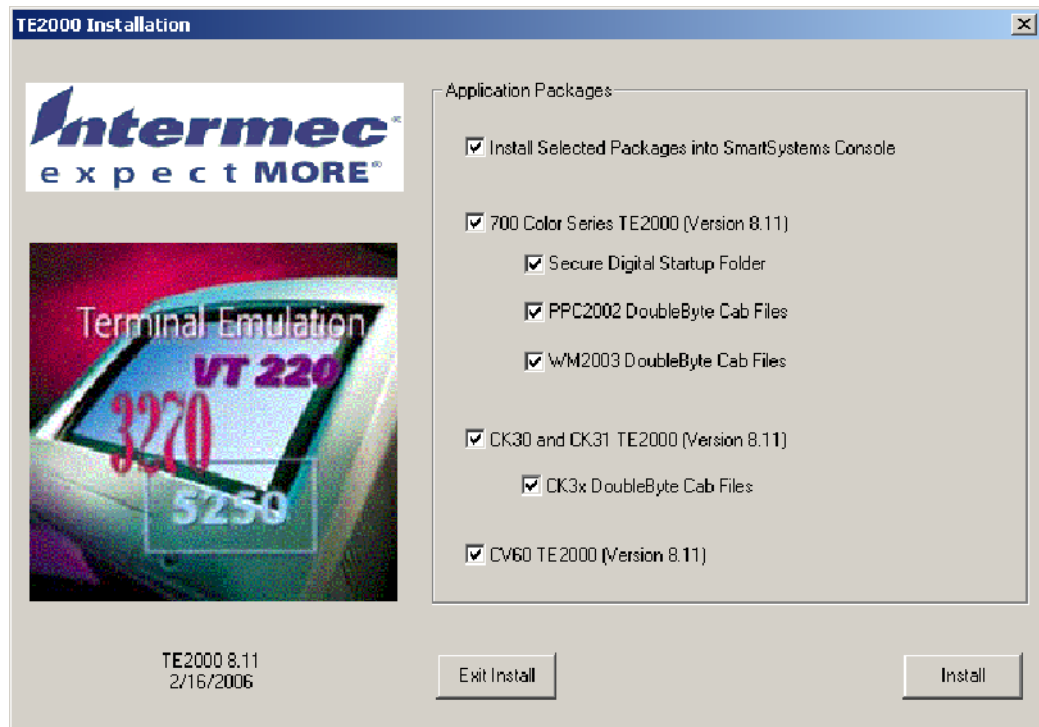 TE2000 Installation
Intermec®
expect MORE®
Terminal Emulation
VT 220
3270
5250
TE2000 8.11
2/16/2006
Application Packages
Install Selected Packages into SmartSystems Console
700 Color Series TE2000 (Version 8.11)
Secure Digital Startup Folder
PPC2002 DoubleByte Cab Files
WM2003 DoubleByte Cab Files
CK30 and CK31 TE2000 (Version 8.11)
CK3x DoubleByte Cab Files
CV60 TE2000 (Version 8.11)
Exit Install
Install